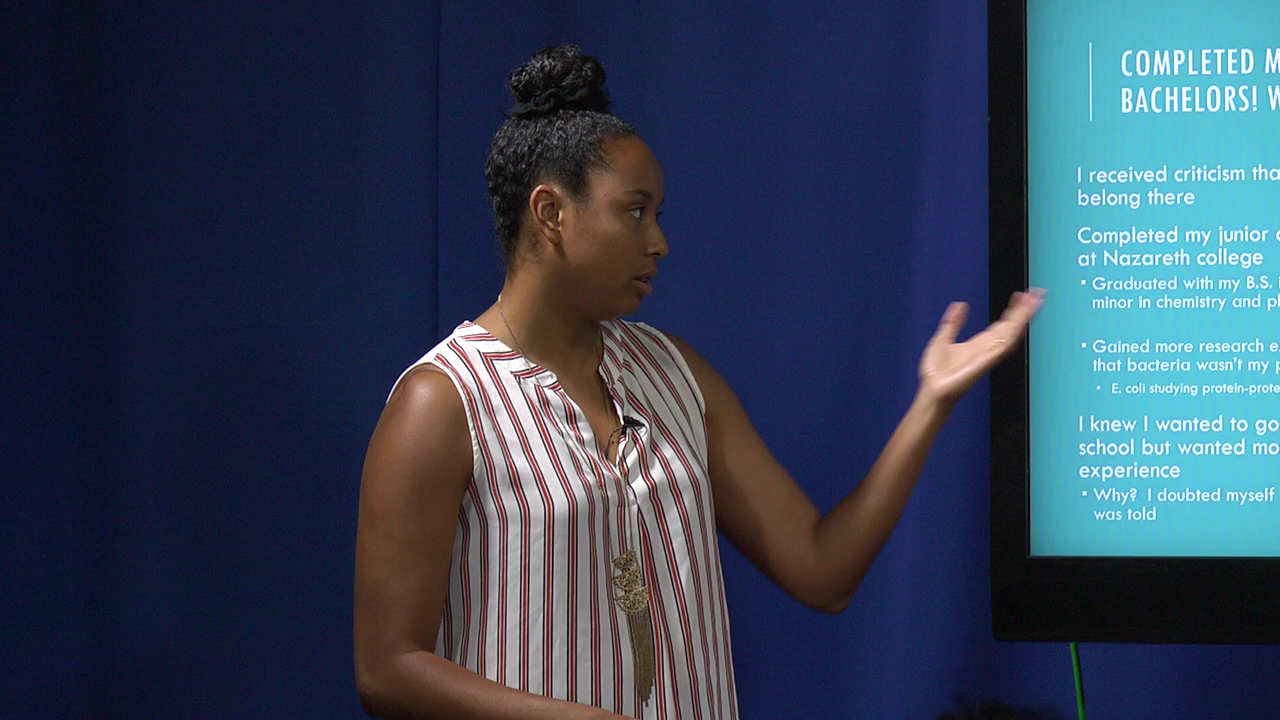 COMPLETED M
BACHELORS! W
I received criticism tha
belong there
Completed my junior
at Nazareth college
▪ Graduated with my B.S.
minor in chemistry and p
▪ Gained more research e
that bacteria wasn't my p
▪ E. coli studying protein-prote
I knew I wanted to go
school but wanted mo
experience
▪ Why? I doubted myself
was told